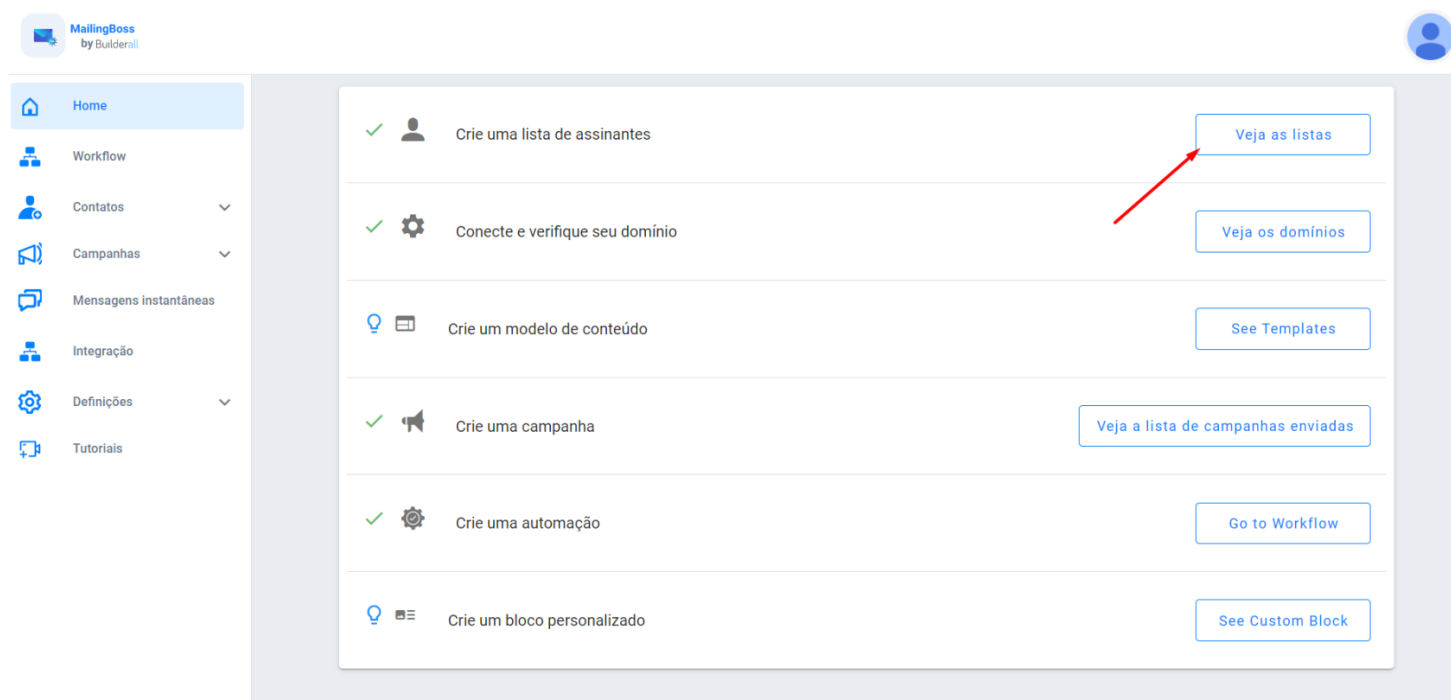 MailingBoss
by Builderall
Home
Workflow
Contatos
Campanhas
Mensagens instantâneas
Integração
Definições
Tutoriais
Crie uma lista de assinantes
Veja as listas
Conecte e verifique seu domínio
Veja os domínios
Crie um modelo de conteúdo
See Templates
Crie uma campanha
Veja a lista de campanhas enviadas
Crie uma automação
Go to Workflow
Crie um bloco personalizado
See Custom Block